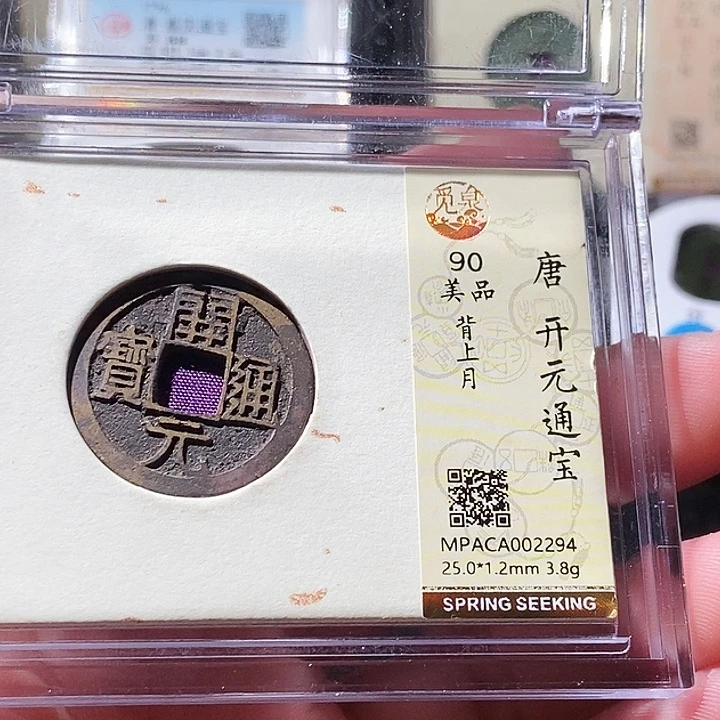 開元通寳
觅泉
90
美品
背上月
唐 开元通宝
MPACA002294
25.0*1.2mm 3.8g
SPRING SEEKING